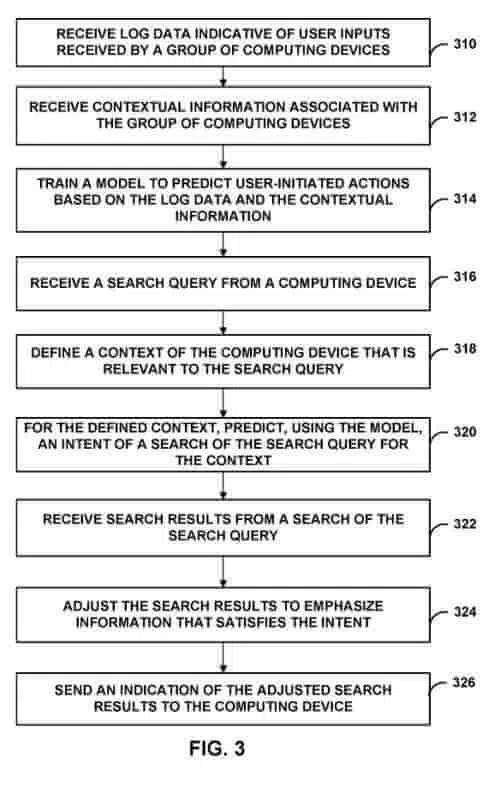 RECEIVE LOG DATA INDICATIVE OF USER INPUTS
RECEIVED BY A GROUP OF COMPUTING DEVICES
310
RECEIVE CONTEXTUAL INFORMATION ASSOCIATED WITH
THE GROUP OF COMPUTING DEVICES
312
TRAIN A MODEL TO PREDICT USER-INITIATED ACTIONS
BASED ON THE LOG DATA AND THE CONTEXTUAL
INFORMATION
314
RECEIVE A SEARCH QUERY FROM A COMPUTING DEVICE
316
DEFINE A CONTEXT OF THE COMPUTING DEVICE THAT IS
RELEVANT TO THE SEARCH QUERY
318
FOR THE DEFINED CONTEXT, PREDICT, USING THE MODEL,
AN INTENT OF A SEARCH OF THE SEARCH QUERY FOR
THE CONTEXT
320
RECEIVE SEARCH RESULTS FROM A SEARCH OF THE
SEARCH QUERY
322
ADJUST THE SEARCH RESULTS TO EMPHASIZE
INFORMATION THAT SATISFIES THE INTENT
324
SEND AN INDICATION OF THE ADJUSTED SEARCH
RESULTS TO THE COMPUTING DEVICE
326
FIG. 3